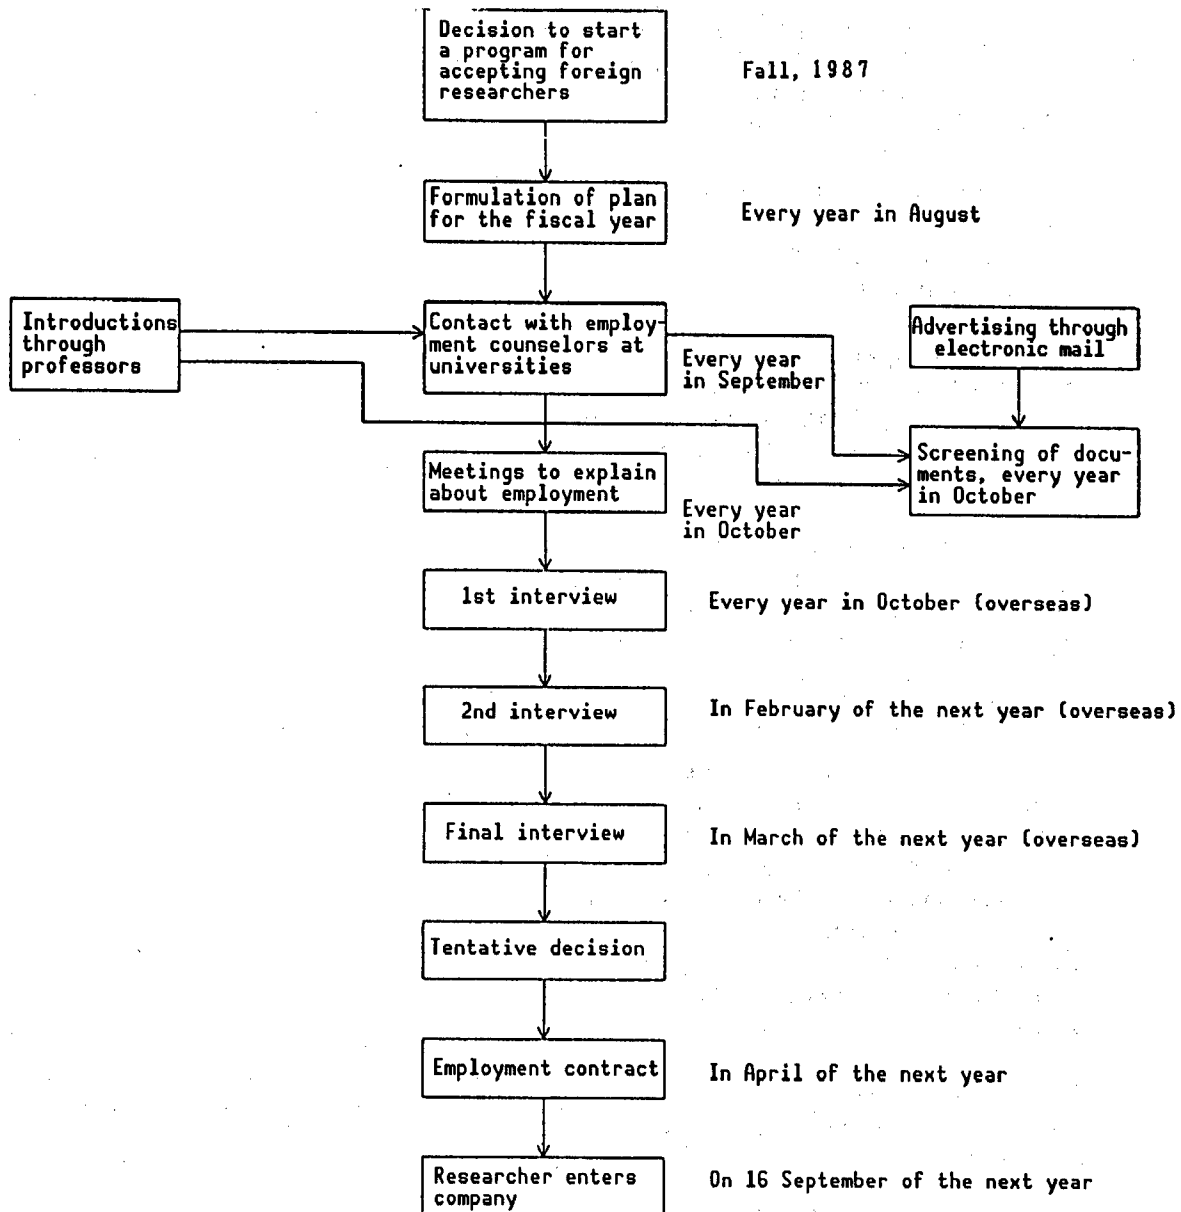 Decision to start
a program for
accepting foreign
researchers
Fall, 1987
Formulation of plan
for the fiscal year
Every year in August
Introductions
through
professors
Contact with employ-
ment counselors at
universities
Every year
in September
Advertising through
electronic mail
Screening of docu-
ments, every year
in October
Meetings to explain
about employment
Every year
in October
1st interview
Every year in October (overseas)
2nd interview
In February of the next year (overseas)
Final interview
In March of the next year (overseas)
Tentative decision
Employment contract
In April of the next year
Researcher enters
company
On 16 September of the next year